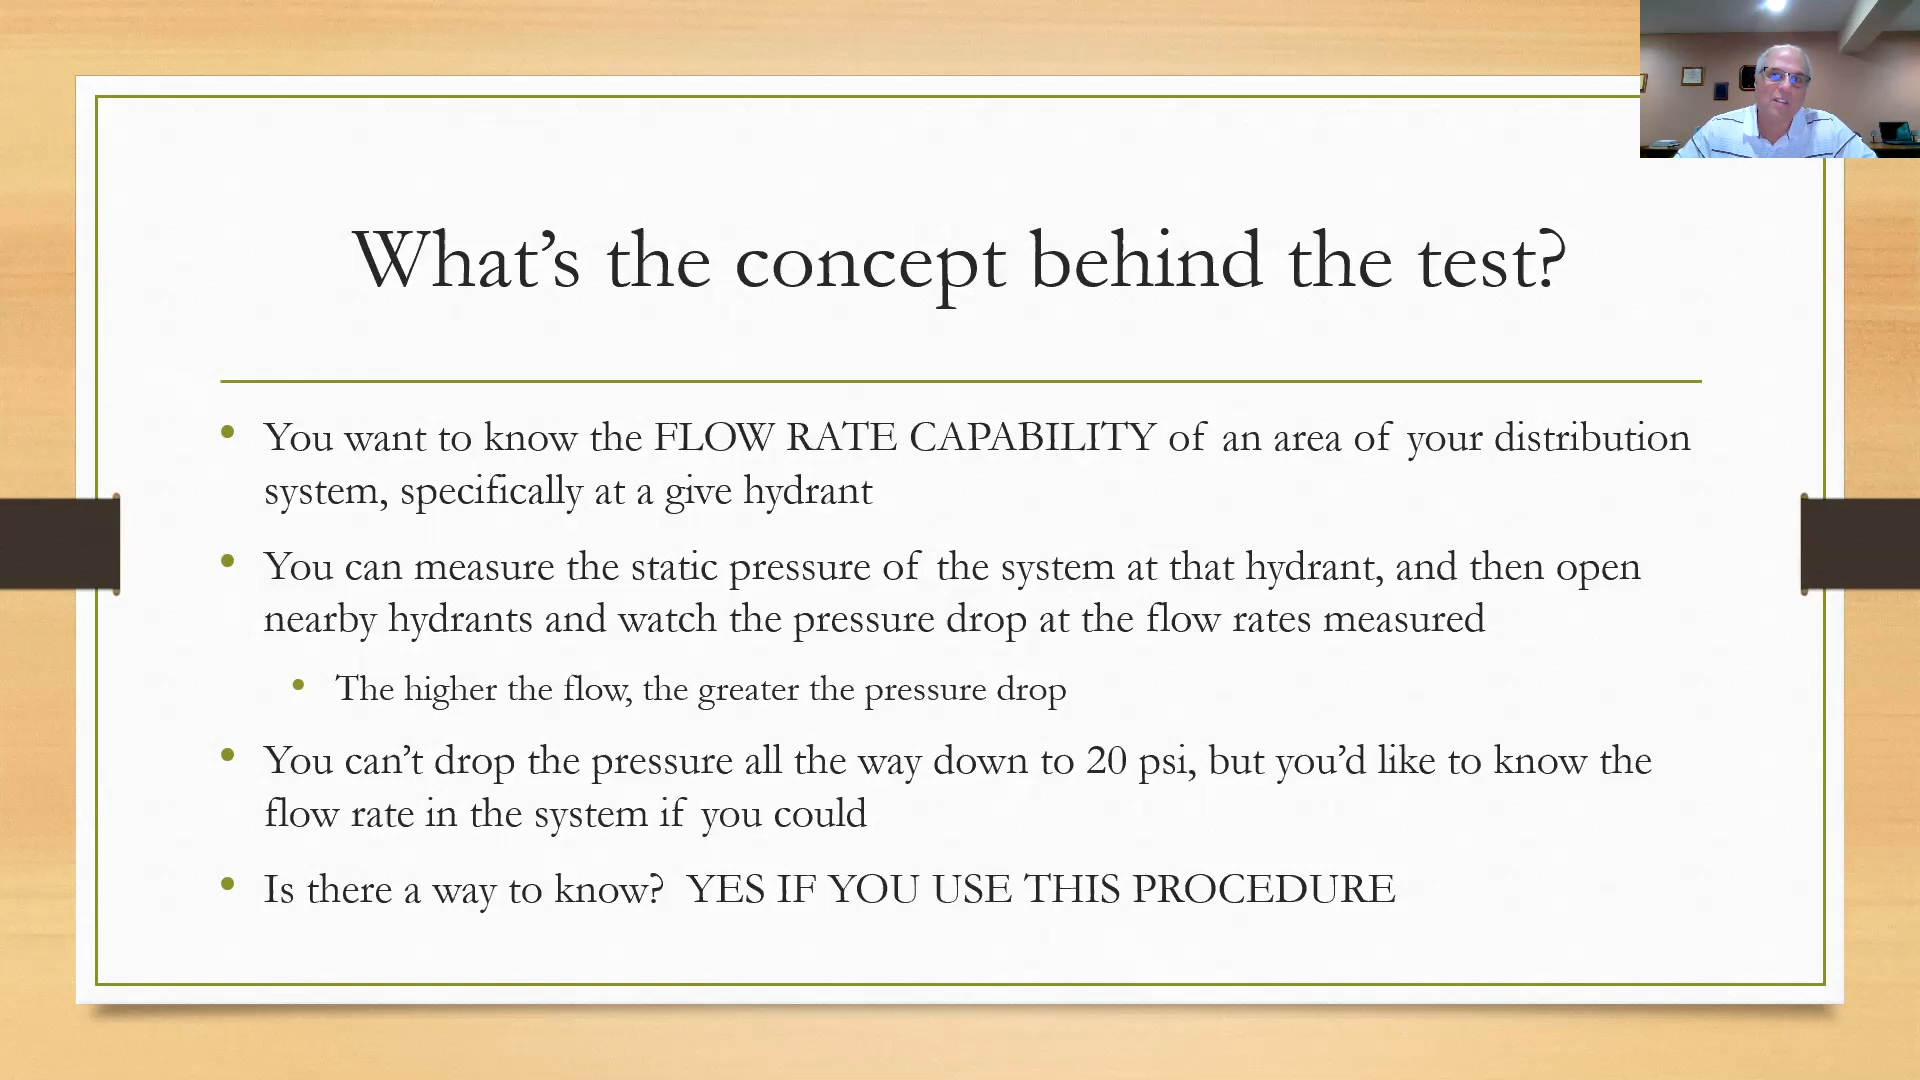 What’s the concept behind the test?
• You want to know the FLOW RATE CAPABILITY of an area of your distribution
system, specifically at a give hydrant
• You can measure the static pressure of the system at that hydrant, and then open
nearby hydrants and watch the pressure drop at the flow rates measured
• The higher the flow, the greater the pressure drop
• You can’t drop the pressure all the way down to 20 psi, but you’d like to know the
flow rate in the system if you could
• Is there a way to know? YES IF YOU USE THIS PROCEDURE